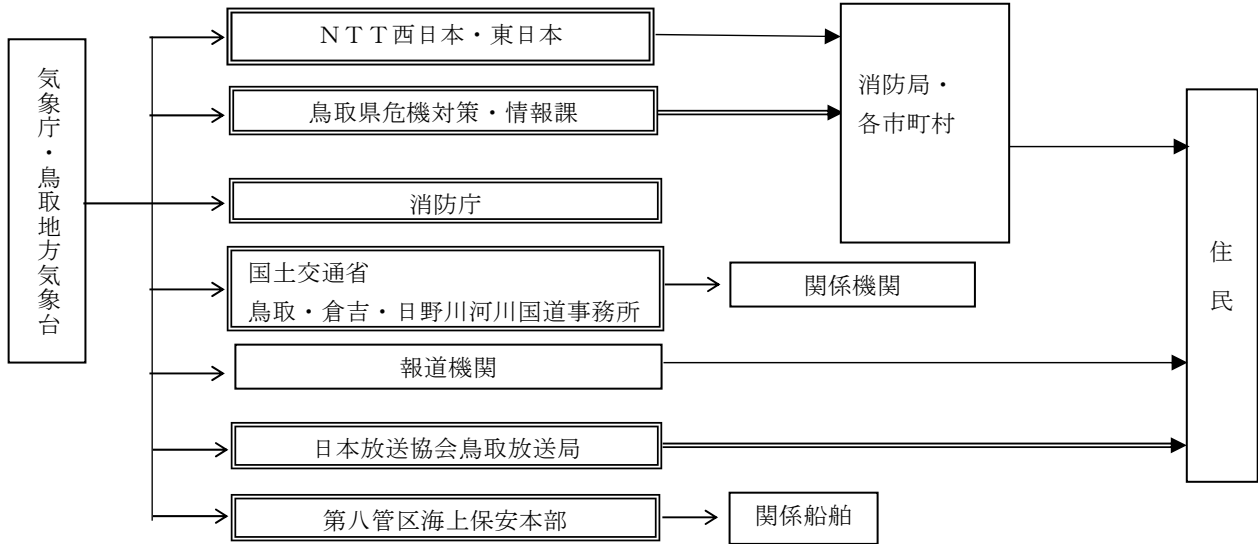 気象庁・鳥取地方気象台
ＮＴＴ西日本・東日本
鳥取県危機対策・情報課
消防庁
国土交通省
鳥取・倉吉・日野川河川国道事務所
報道機関
日本放送協会鳥取放送局
第八管区海上保安本部
消防局・
各市町村
関係機関
関係船舶
住民